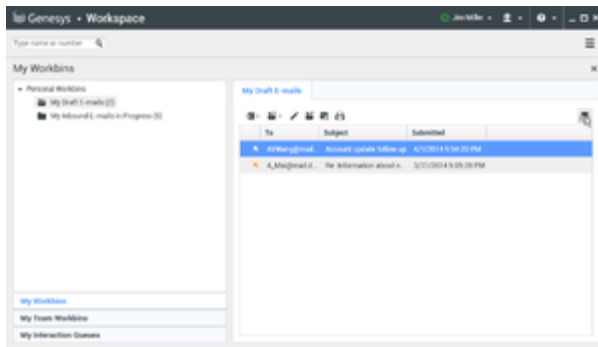 Genesys • Workspace
Jim Miller
Type name or number
My Workbins
Personal Workbins
My Draft E-mails (2)
My Inbound E-mails in Progress (5)
My Draft E-mails
To Subject Submitted
AVWang@mail... Account update follow up 4/1/2014 9:54:20 PM
A_Mai@mail.d... Re: Information about n... 3/31/2014 9:09:28 PM
My Workbins
My Team Workbins
My Interaction Queues